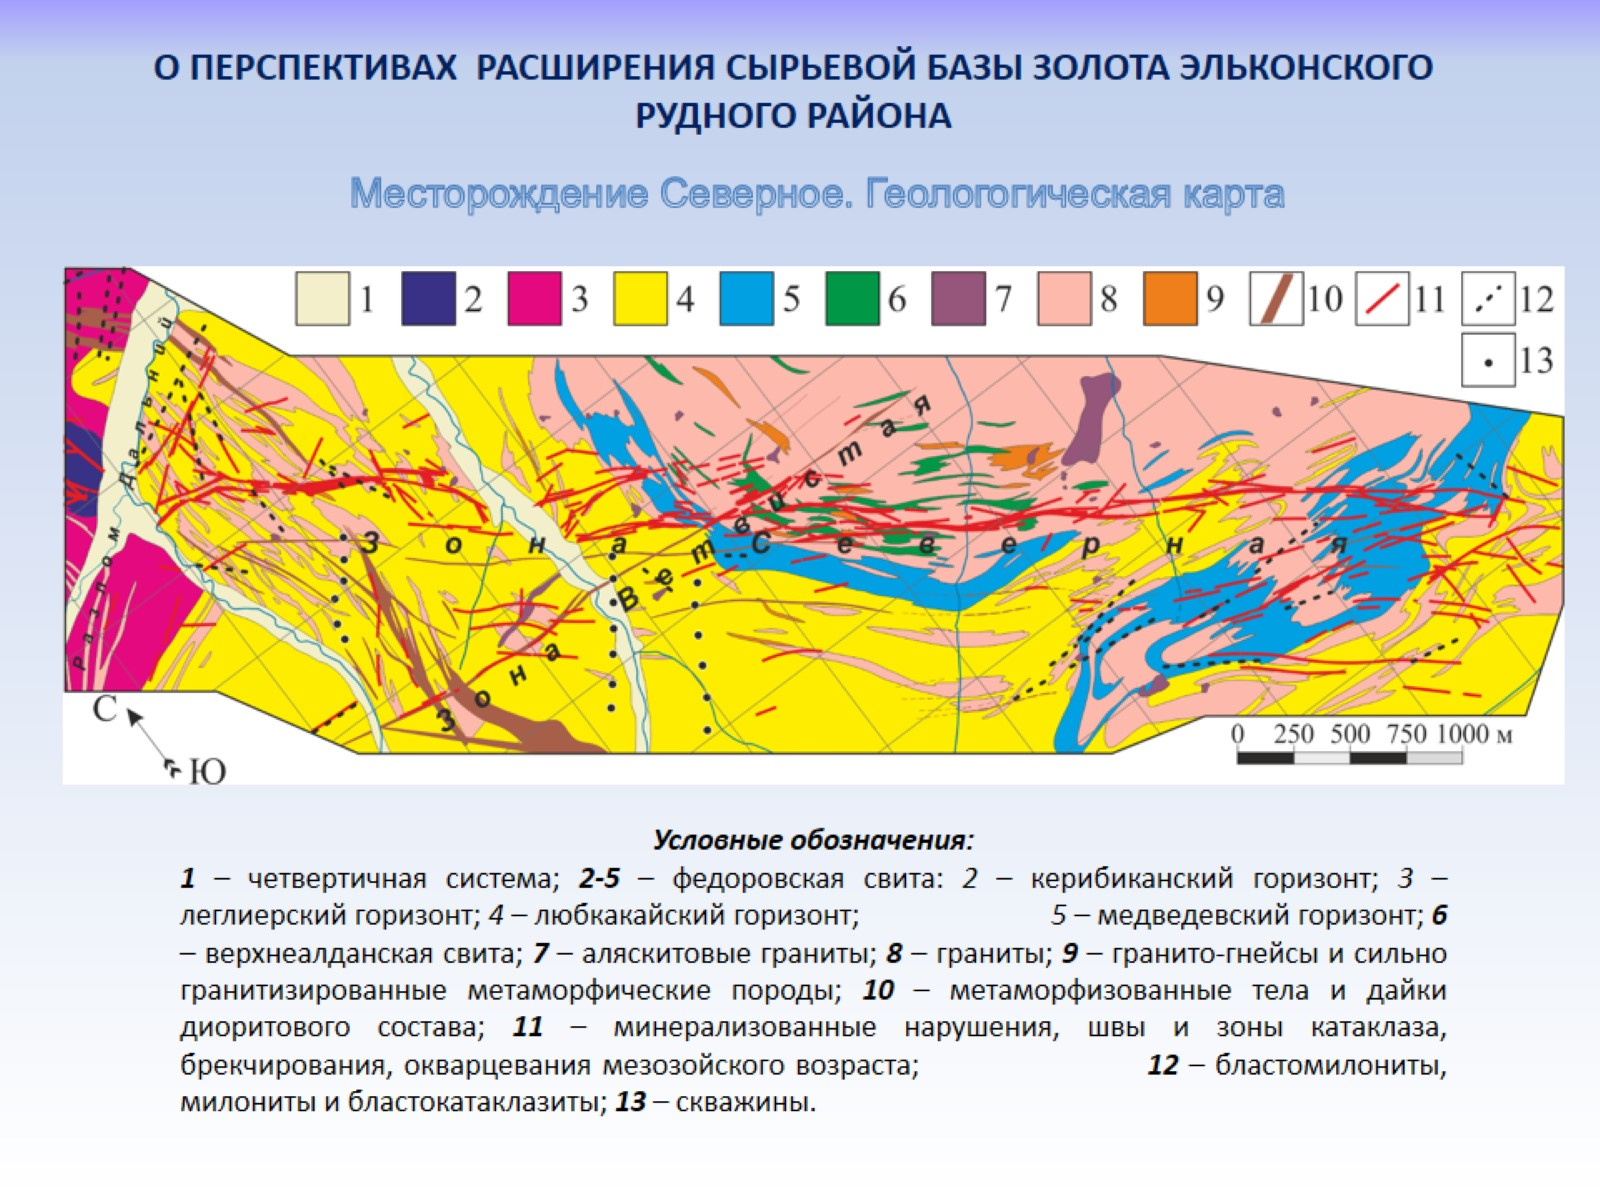 О ПЕРСПЕКТИВАХ РАСШИРЕНИЯ СЫРЬЕВОЙ БАЗЫ ЗОЛОТА ЭЛЬКОНСКОГО
РУДНОГО РАЙОНА
Месторождение Северное. Геологогическая карта
1 2 3 4 5 6 7 8 9 10 11 12
13
Разлом Дальний
Зона Северная
Зона Ветвистая
С
Ю
0 250 500 750 1000 м
Условные обозначения:
1 – четвертичная система; 2-5 – федоровская свита: 2 – керибиканский горизонт; 3 –
леглиерский горизонт; 4 – любкакайский горизонт; 5 – медведевский горизонт; 6
– верхнеалданская свита; 7 – аляскитовые граниты; 8 – граниты; 9 – гранито-гнейсы и сильно
гранитизированные метаморфические породы; 10 – метаморфизованные тела и дайки
диоритового состава; 11 – минерализованные нарушения, швы и зоны катаклаза,
брекчирования, окварцевания мезозойского возраста; 12 – бластомилониты,
милониты и бластокатаклазиты; 13 – скважины.